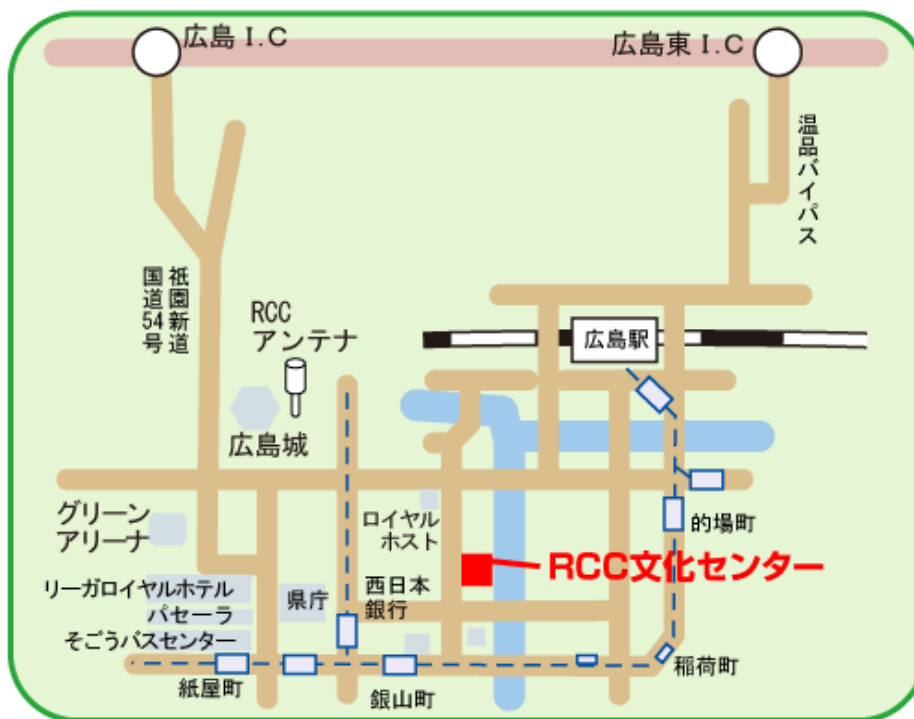 広島 I.C
広島東 I.C
温品バイパス
祇園新道
国道54号
RCC
アンテナ
広島駅
広島城
グリーン
アリーナ
ロイヤル
ホスト
的場町
RCC文化センター
リーガロイヤルホテル
パセーラ
そごうバスセンター
県庁
西日本
銀行
稲荷町
紙屋町
銀山町